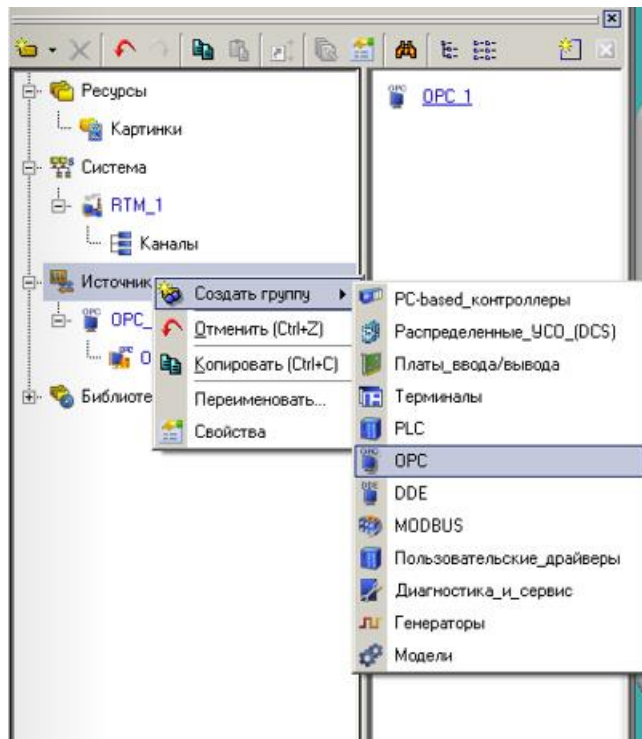 Ресурсы
Картинки
Система
RTM_1
Каналы
Источник
OPC_
O
Библиоте
OPC_1
Создать группу
Отменить (Ctrl+Z)
Копировать (Ctrl+C)
Переименовать...
Свойства
PC-based_контроллеры
Распределенные_УСО_(DCS)
Платы_ввода/вывода
Терминалы
PLC
OPC
DDE
MODBUS
Пользовательские_драйверы
Диагностика_и_сервис
Генераторы
Модели